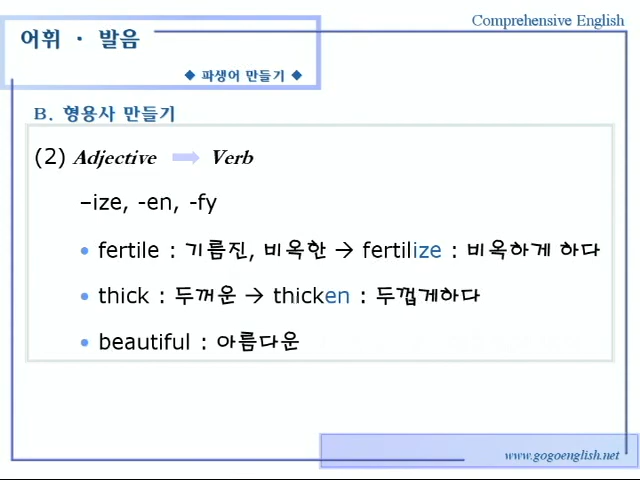 Comprehensive English
어휘 · 발음
◆ 파생어 만들기 ◆
B. 형용사 만들기
(2) Adjective → Verb
–ize, -en, -fy
• fertile : 기름진, 비옥한 → fertilize : 비옥하게 하다
• thick : 두꺼운 → thicken : 두껍게하다
• beautiful : 아름다운
www.gogoenglish.net